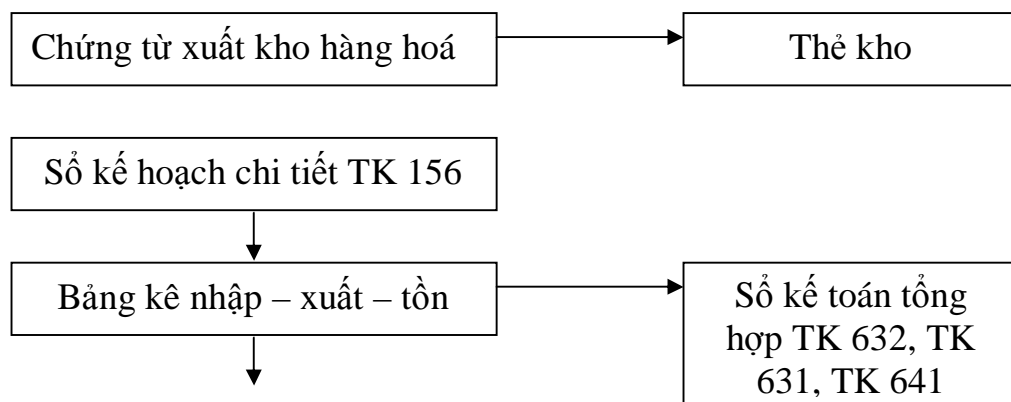 Chứng từ xuất kho hàng hoá
Thẻ kho
Sổ kế hoạch chi tiết TK 156
Bảng kê nhập – xuất – tồn
Sổ kế toán tổng
hợp TK 632, TK
631, TK 641